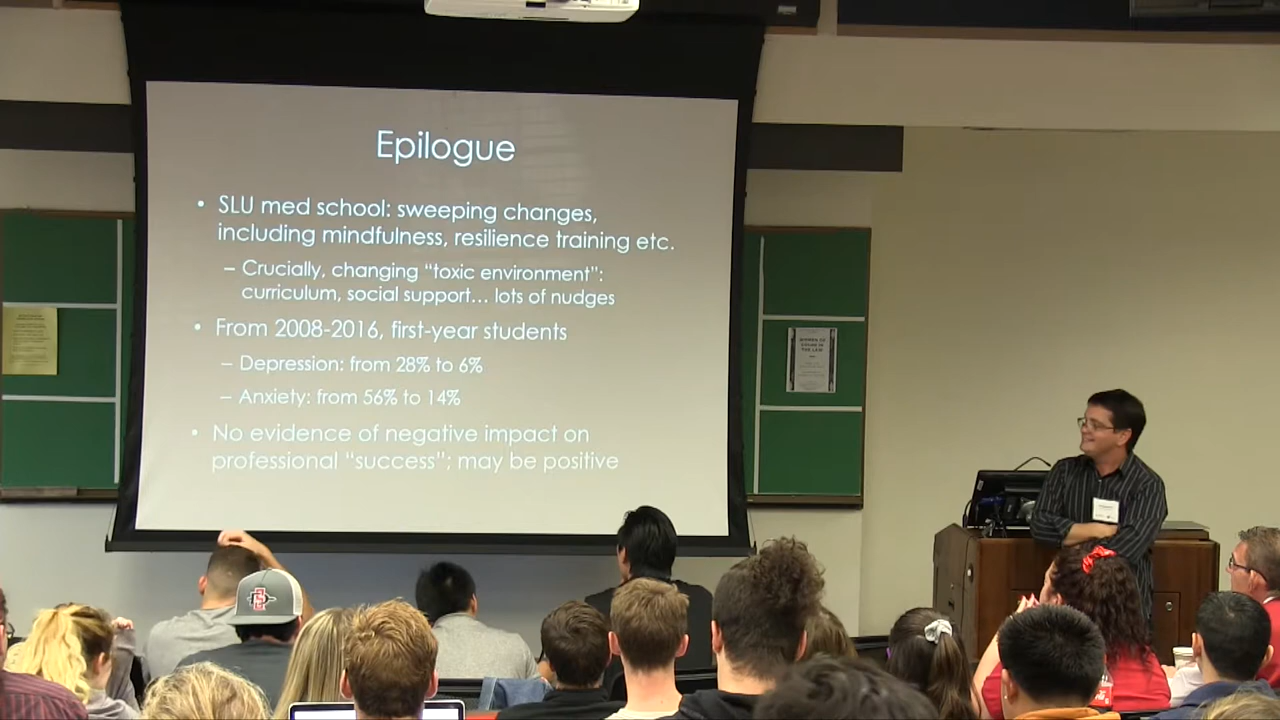 Epilogue
• SLU med school: sweeping changes,
including mindfulness, resilience training etc.
– Crucially, changing “toxic environment”:
curriculum, social support… lots of nudges
• From 2008-2016, first-year students
– Depression: from 28% to 6%
– Anxiety: from 56% to 14%
• No evidence of negative impact on
professional “success”; may be positive